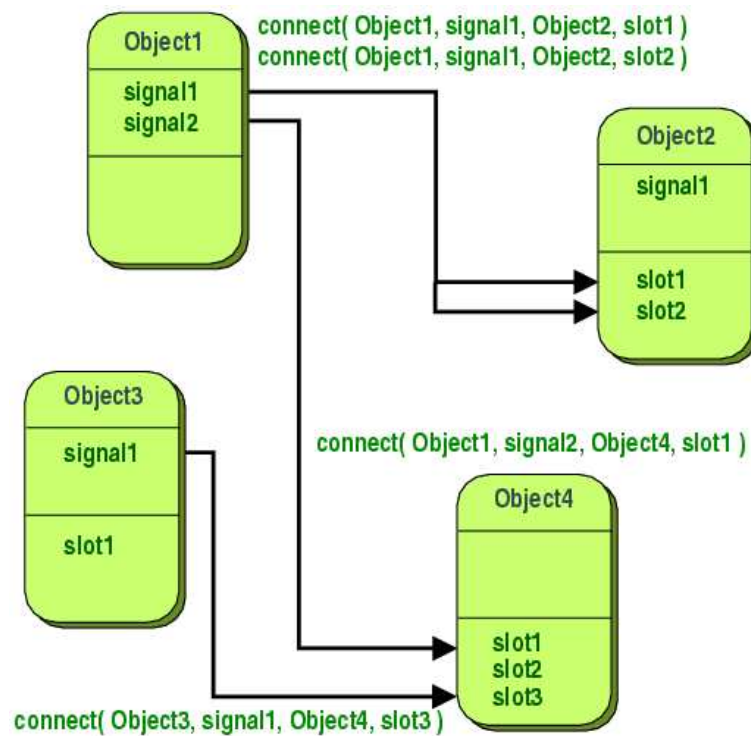 Object1
signal1
signal2
connect( Object1, signal1, Object2, slot1 )
connect( Object1, signal1, Object2, slot2 )
Object2
signal1
slot1
slot2
Object3
signal1
slot1
connect( Object1, signal2, Object4, slot1 )
Object4
slot1
slot2
slot3
connect( Object3, signal1, Object4, slot3 )